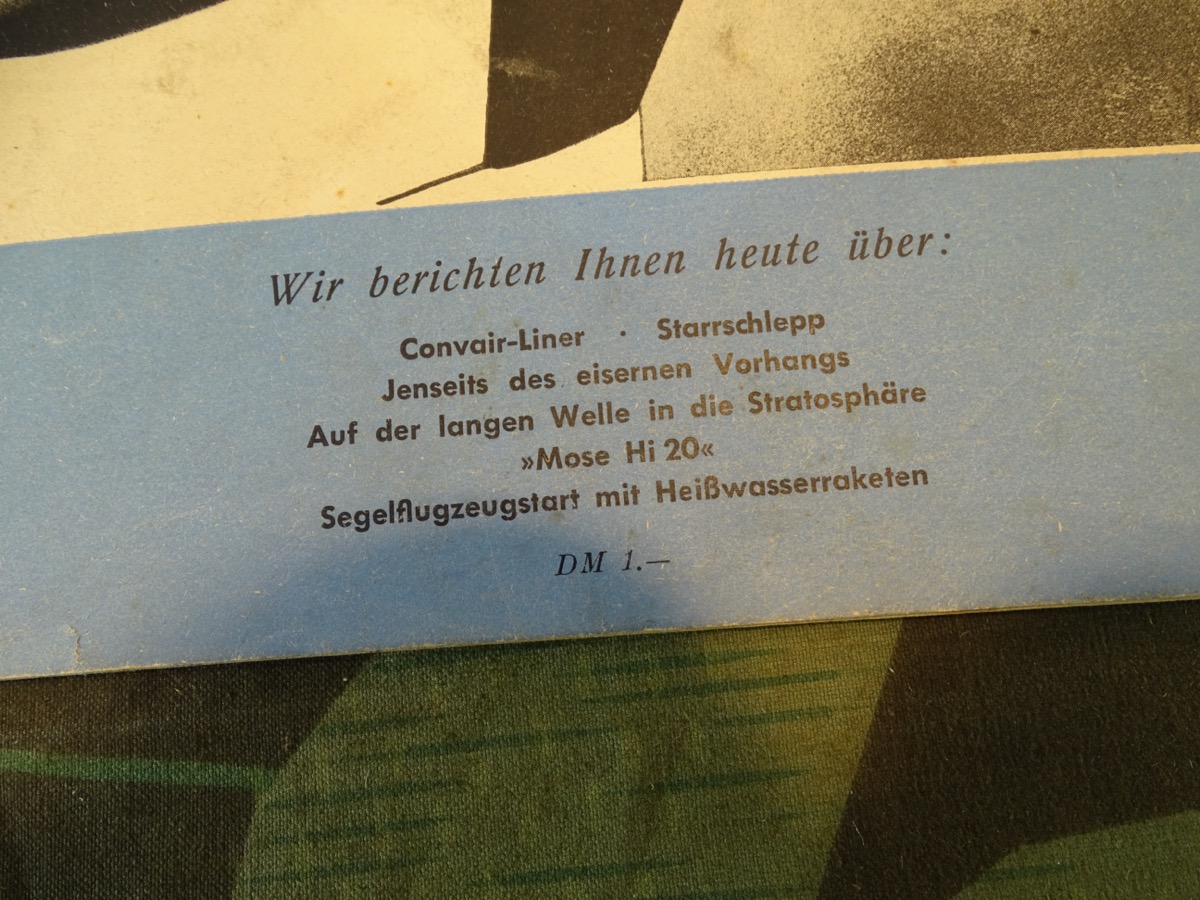 Wir berichten Ihnen heute über:
Convair-Liner · Starrschlepp
Jenseits des eisernen Vorhangs
Auf der langen Welle in die Stratosphäre
»Mose Hi 20«
Segelflugzeugstart mit Heißwasserraketen
DM 1.—